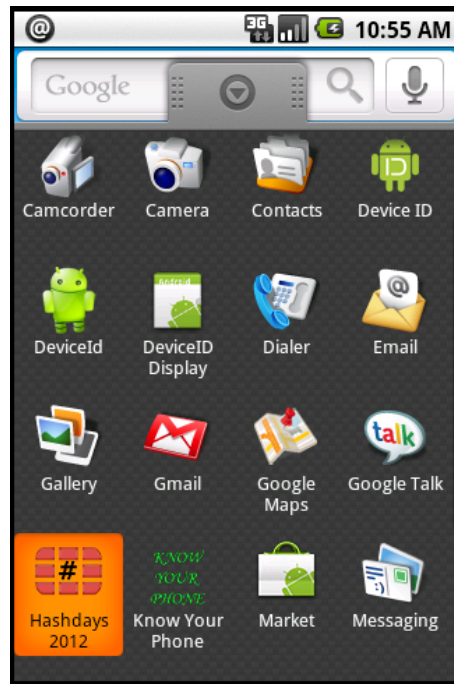 @ 3G 10:55 AM
Google
Camcorder Camera Contacts Device ID
DeviceId DeviceID Display Dialer Email
Gallery Gmail Google Maps Google Talk
talk
#
KNOW
YOUR
PHONE
Hashdays 2012 Know Your Phone Market Messaging